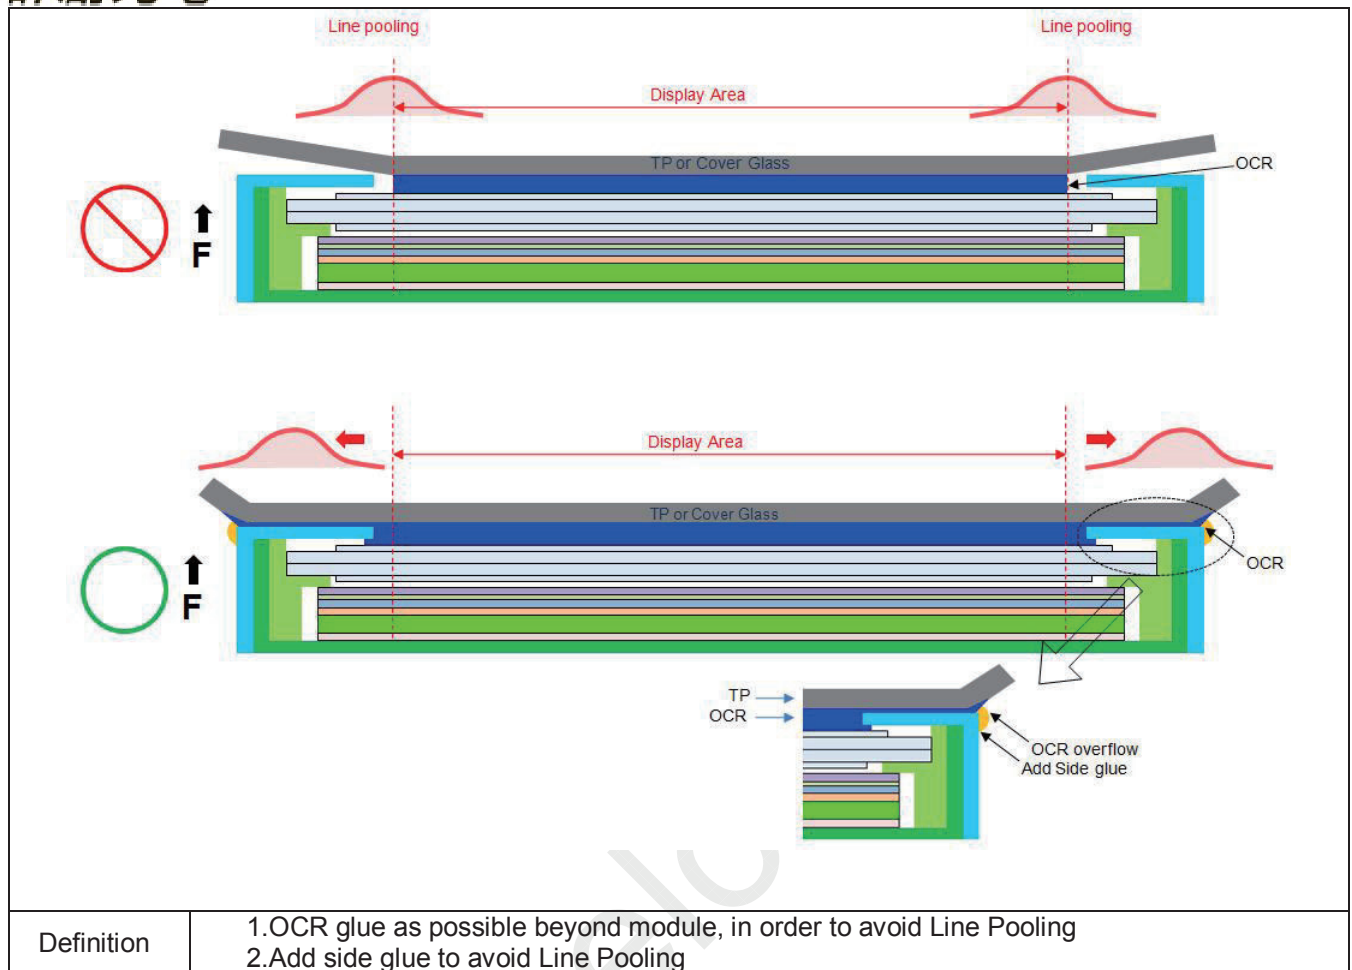 Line pooling
Line pooling
Display Area
TP or Cover Glass
OCR
F
Display Area
TP or Cover Glass
OCR
F
TP
OCR
OCR overflow
Add Side glue
Definition
1.OCR glue as possible beyond module, in order to avoid Line Pooling
2.Add side glue to avoid Line Pooling